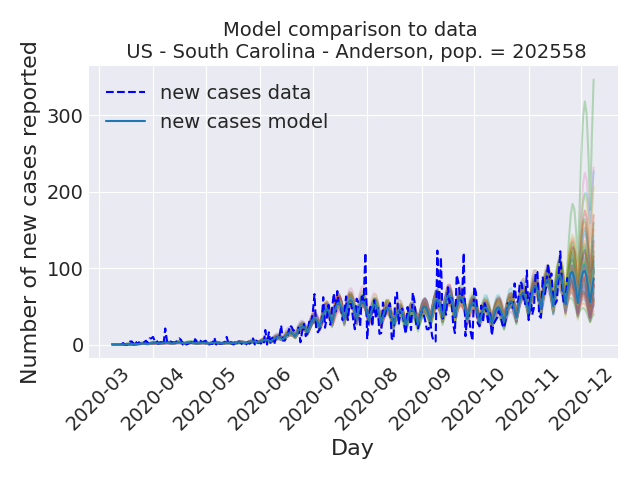 Model comparison to data
US - South Carolina - Anderson, pop. = 202558
Number of new cases reported
300
200
100
0
new cases data
new cases model
2020-03
2020-04
2020-05
2020-06
2020-07
2020-08
2020-09
2020-10
2020-11
2020-12
Day